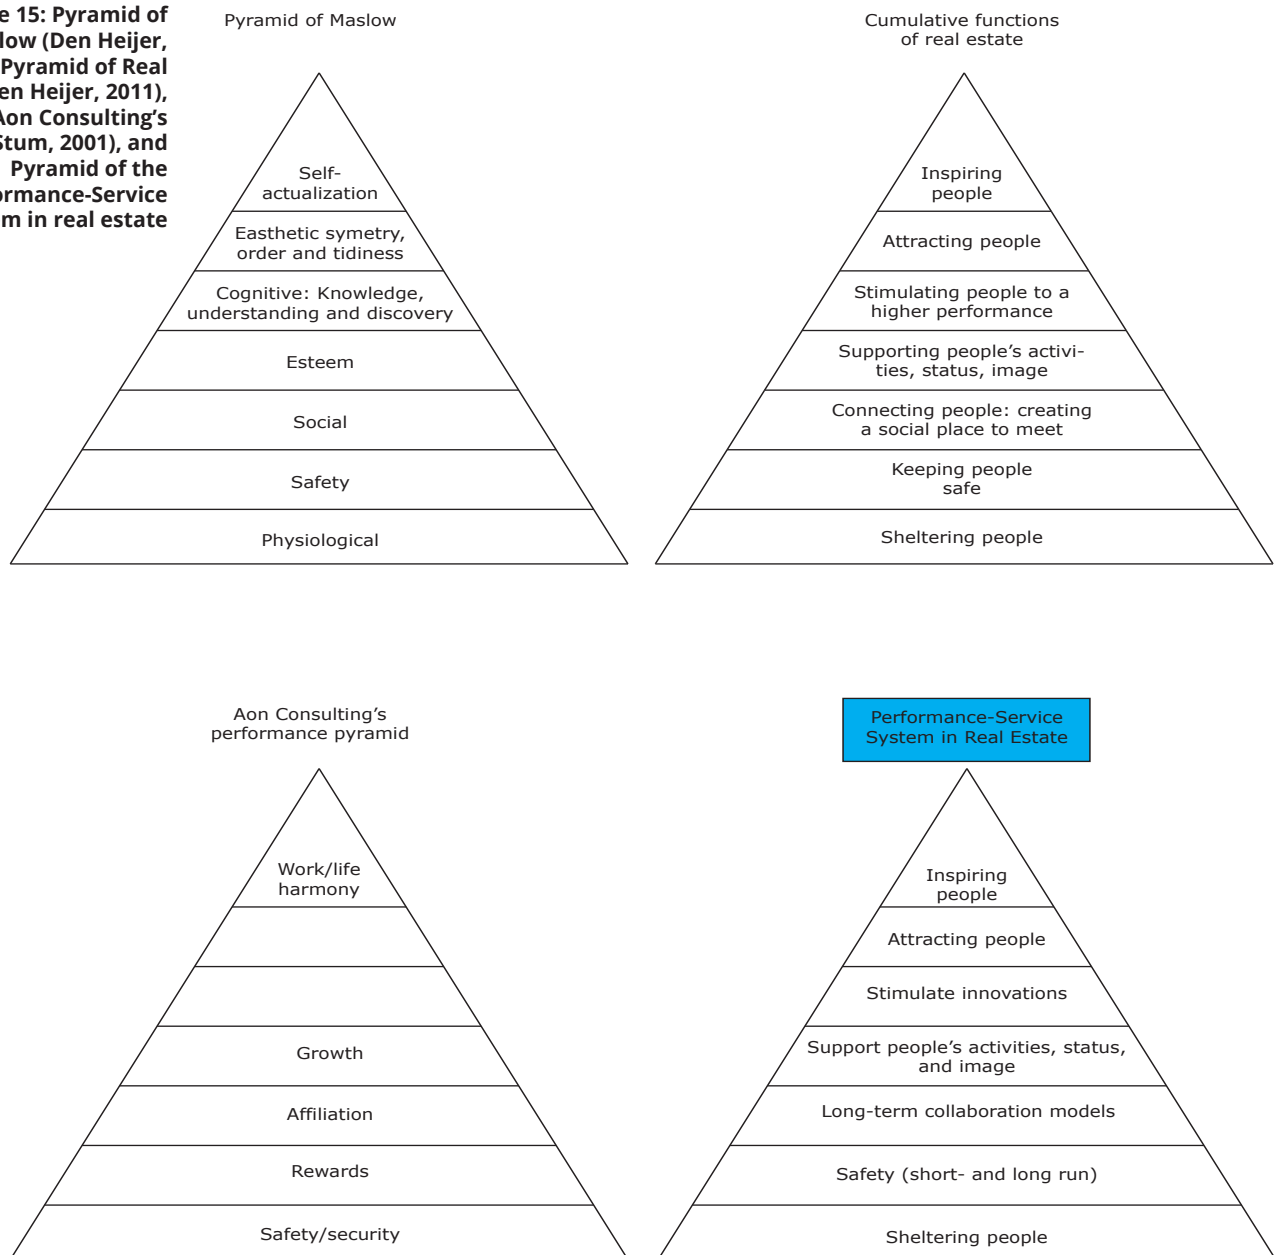 15: Pyramid of
(Den Heijer,
Pyramid of Real
Heijer, 2011),
Aon Consulting's
Stum, 2001), and
Pyramid of the
in real estate
Pyramid of Maslow
Self-
actualization
Easthetic symetry,
order and tidiness
Cognitive: Knowledge,
understanding and discovery
Esteem
Social
Safety
Physiological
Cumulative functions
of real estate
Inspiring
people
Attracting people
Stimulating people to a
higher performance
Supporting people’s activi-
ties, status, image
Connecting people: creating
a social place to meet
Keeping people
safe
Sheltering people
Aon Consulting’s
performance pyramid
Work/life
harmony
Growth
Affiliation
Rewards
Safety/security
Performance-Service
System in Real Estate
Inspiring
people
Attracting people
Stimulate innovations
Support people’s activities, status,
and image
Long-term collaboration models
Safety (short- and long run)
Sheltering people